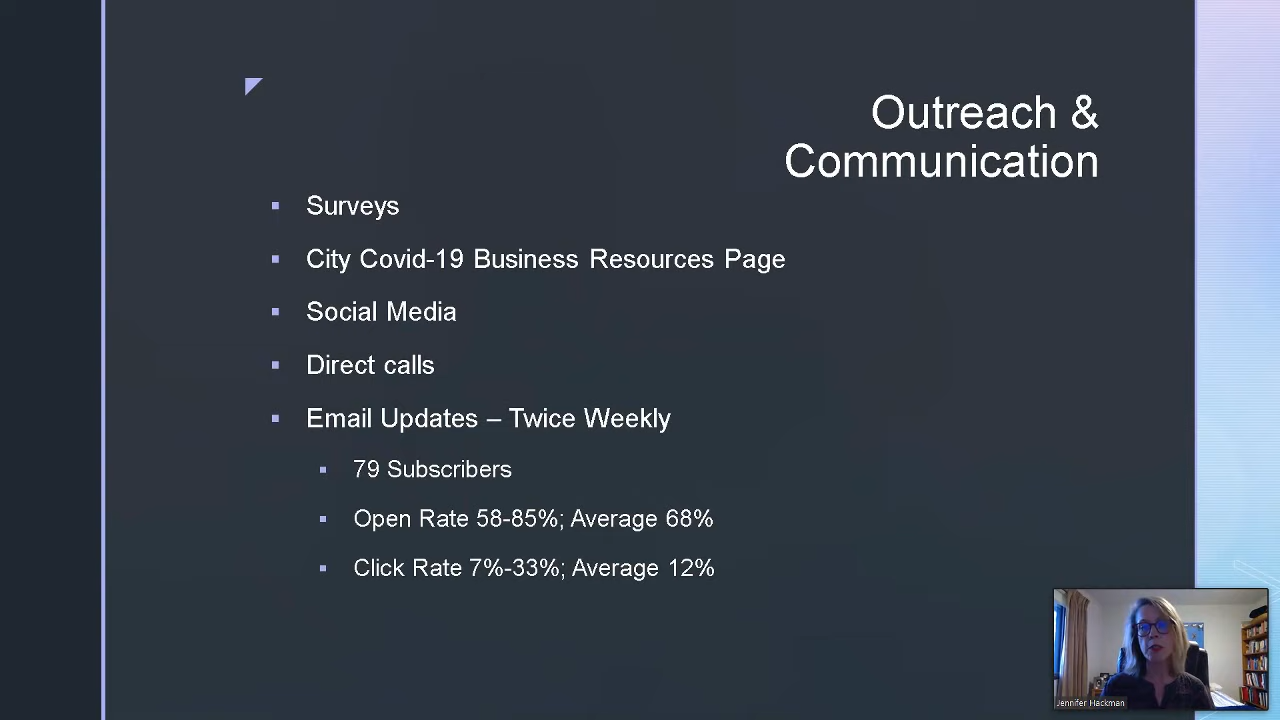 Outreach &
Communication
Surveys
City Covid-19 Business Resources Page
Social Media
Direct calls
Email Updates – Twice Weekly
79 Subscribers
Open Rate 58-85%; Average 68%
Click Rate 7%-33%; Average 12%
Jennifer Hackman